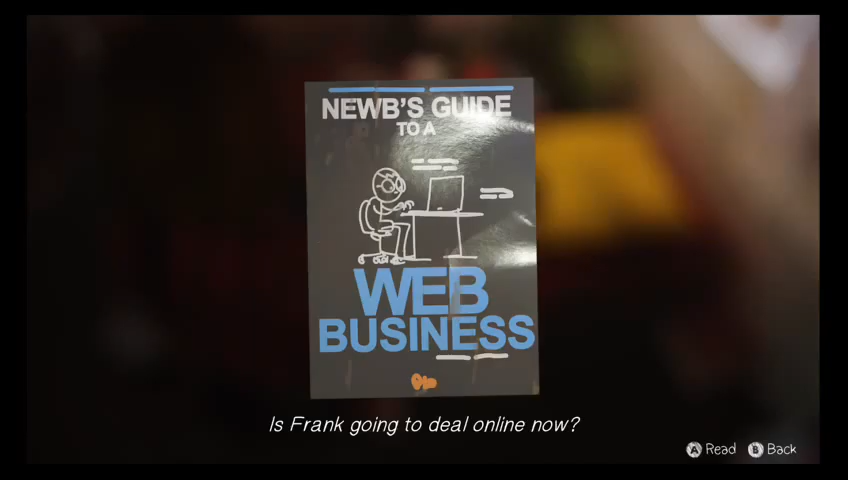 NEWB'S GUIDE
TO A
WEB
BUSINESS
Is Frank going to deal online now?
A Read B Back